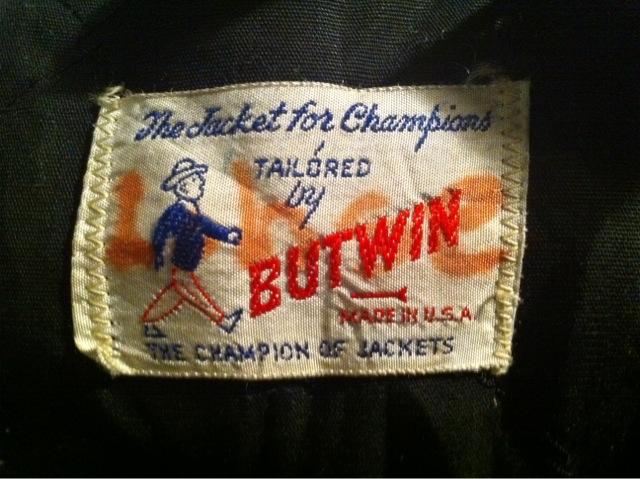 The Jacket for Champions
TAILORED
by
BUTWIN
MADE IN U.S.A.
THE CHAMPION OF JACKETS